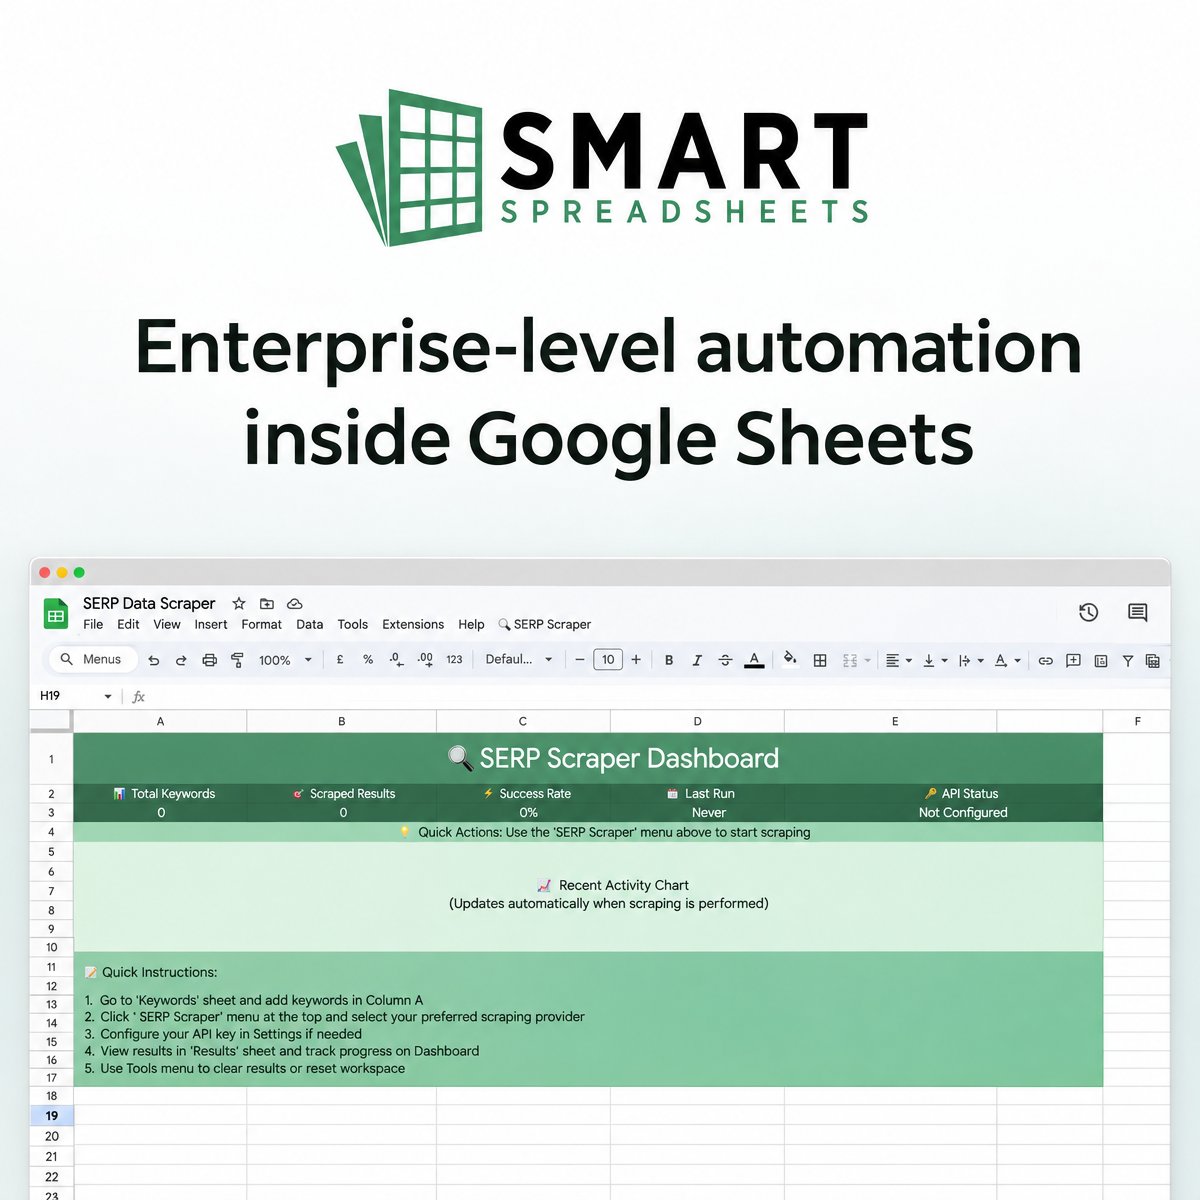 SMART
SPREADSHEETS
Enterprise-level automation
inside Google Sheets
SERP Data Scraper
File Edit View Insert Format Data Tools Extensions Help 🔍 SERP Scraper
Menus 100% £ % .0 .00 123 Defaul... 10 B I S A A
H19 fx
A B C D E F
1 🔍 SERP Scraper Dashboard
2 📊 Total Keywords 🎯 Scraped Results ⚡ Success Rate 📅 Last Run 🔑 API Status
3 0 0 0% Never Not Configured
4 💡 Quick Actions: Use the 'SERP Scraper' menu above to start scraping
5
6
7 📈 Recent Activity Chart
8 (Updates automatically when scraping is performed)
9
10
11 📝 Quick Instructions:
12
13 1. Go to 'Keywords' sheet and add keywords in Column A
14 2. Click ' SERP Scraper' menu at the top and select your preferred scraping provider
15 3. Configure your API key in Settings if needed
16 4. View results in 'Results' sheet and track progress on Dashboard
17 5. Use Tools menu to clear results or reset workspace
18
19
20
21
22
23